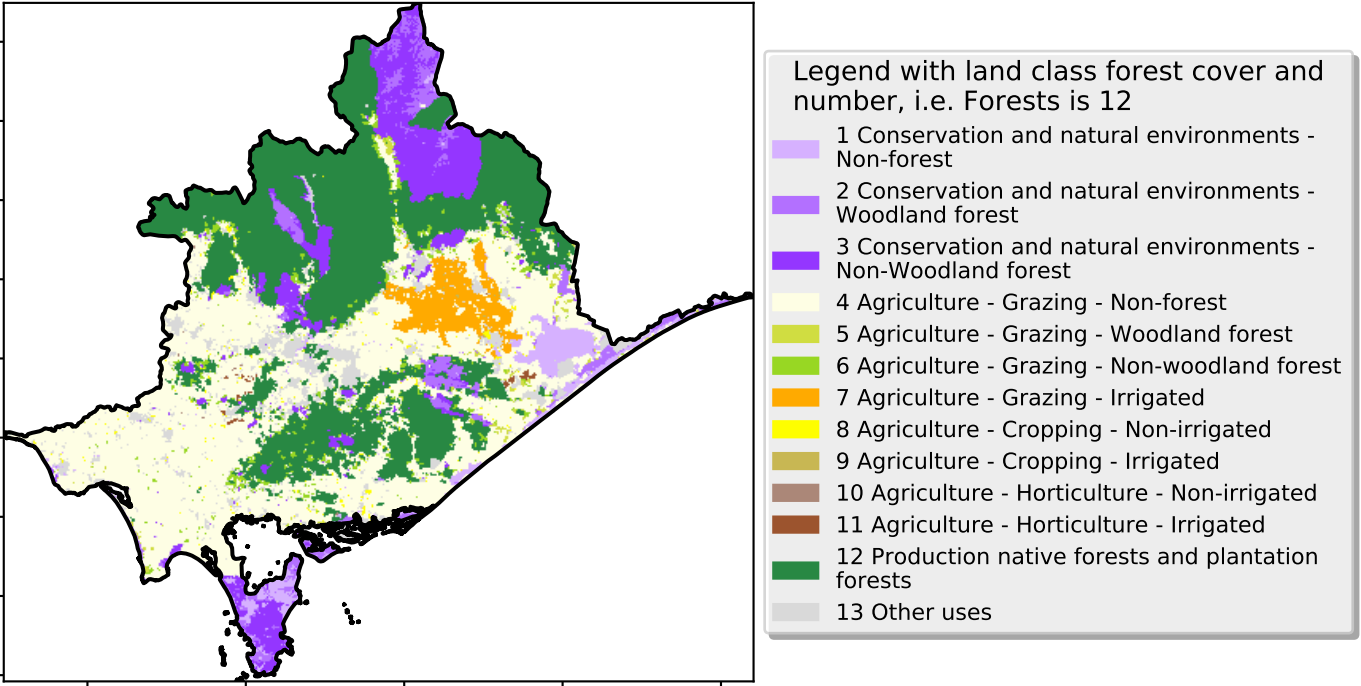 Legend with land class forest cover and
number, i.e. Forests is 12
1 Conservation and natural environments -
Non-forest
2 Conservation and natural environments -
Woodland forest
3 Conservation and natural environments -
Non-Woodland forest
4 Agriculture - Grazing - Non-forest
5 Agriculture - Grazing - Woodland forest
6 Agriculture - Grazing - Non-woodland forest
7 Agriculture - Grazing - Irrigated
8 Agriculture - Cropping - Non-irrigated
9 Agriculture - Cropping - Irrigated
10 Agriculture - Horticulture - Non-irrigated
11 Agriculture - Horticulture - Irrigated
12 Production native forests and plantation
forests
13 Other uses